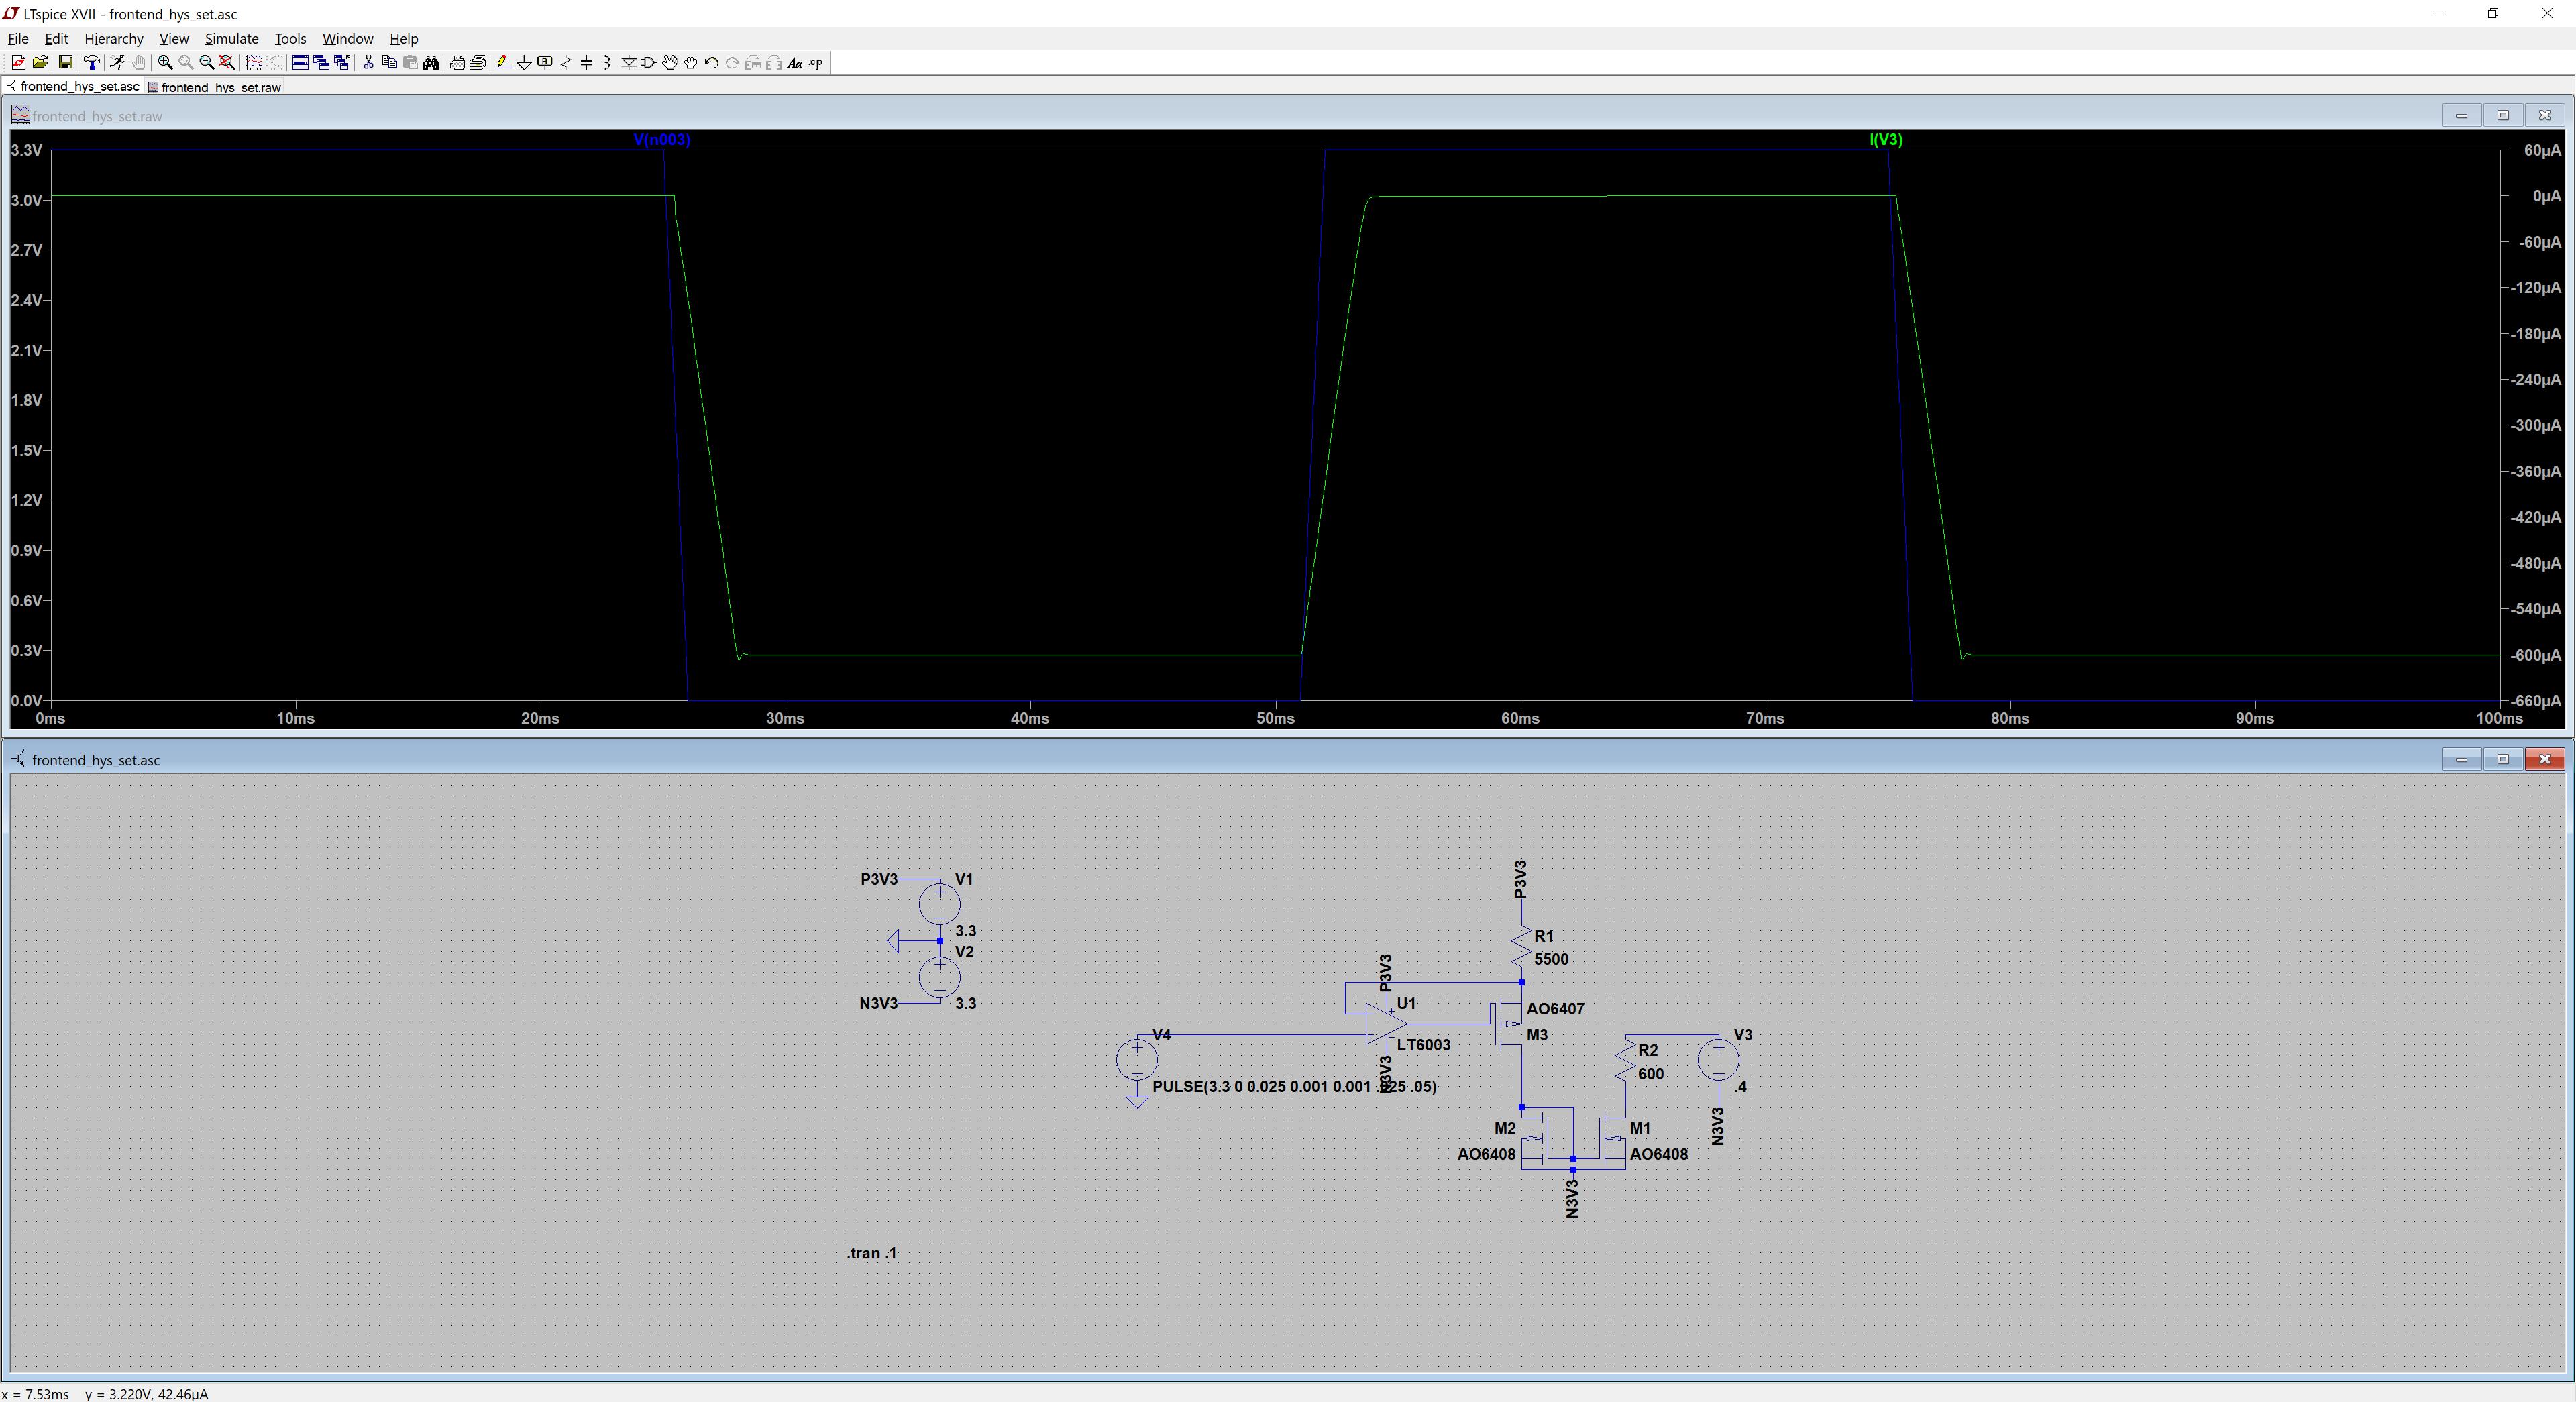 LTspice XVII - frontend_hys_set.asc
File Edit Hierarchy View Simulate Tools Window Help
frontend_hys_set.asc frontend_hys_set.raw
frontend_hys_set.raw
V(n003) I(V3)
3.3V 60µA
3.0V 0µA
2.7V -60µA
2.4V -120µA
2.1V -180µA
1.8V -240µA
1.5V -300µA
1.2V -360µA
0.9V -420µA
-480µA
0.6V -540µA
0.3V -600µA
0.0V -660µA
0ms 10ms 20ms 30ms 40ms 50ms 60ms 70ms 80ms 90ms 100ms
frontend_hys_set.asc
P3V3
P3V3 V1
3.3
V2
N3V3 3.3
R1
5500
P3V3
U1
LT6003
N3V3
AO6407
M3
V4
PULSE(3.3 0 0.025 0.001 0.001 .025 .05)
R2
600
V3
.4
N3V3
M2
AO6408
M1
AO6408
N3V3
.tran .1
x = 7.53ms y = 3.220V, 42.46µA